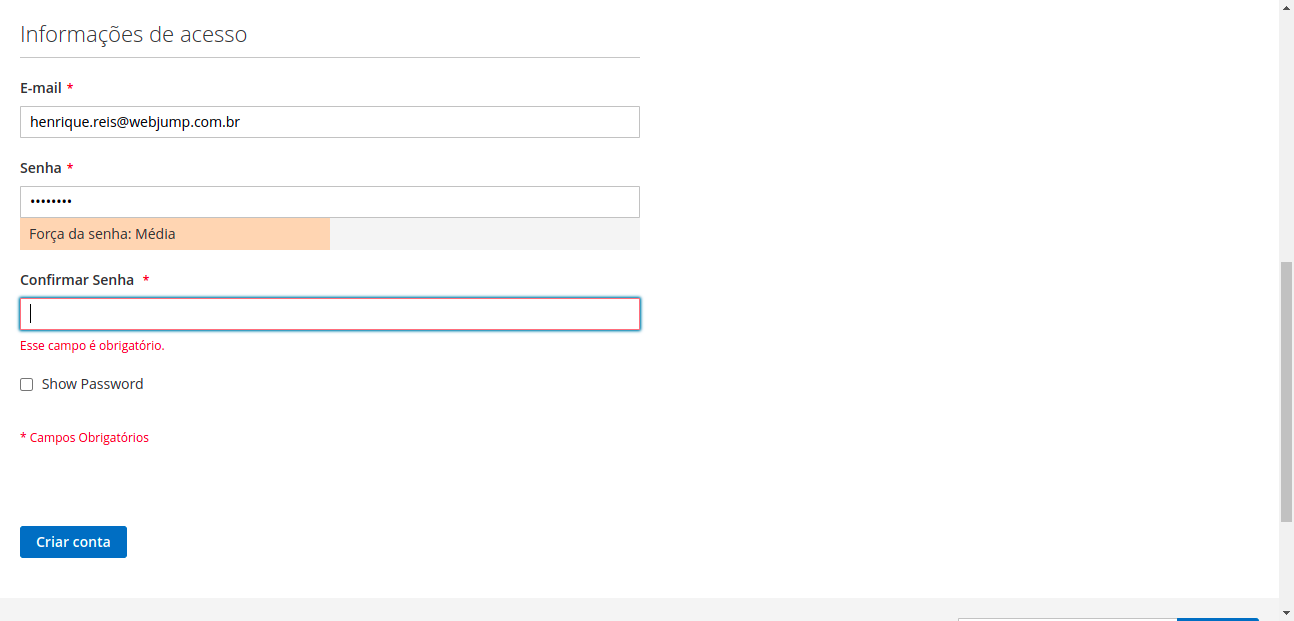 Informações de acesso
E-mail *
henrique.reis@webjump.com.br
Senha *
••••••••
Força da senha: Média
Confirmar Senha *
Esse campo é obrigatório.
Show Password
* Campos Obrigatórios
Criar conta